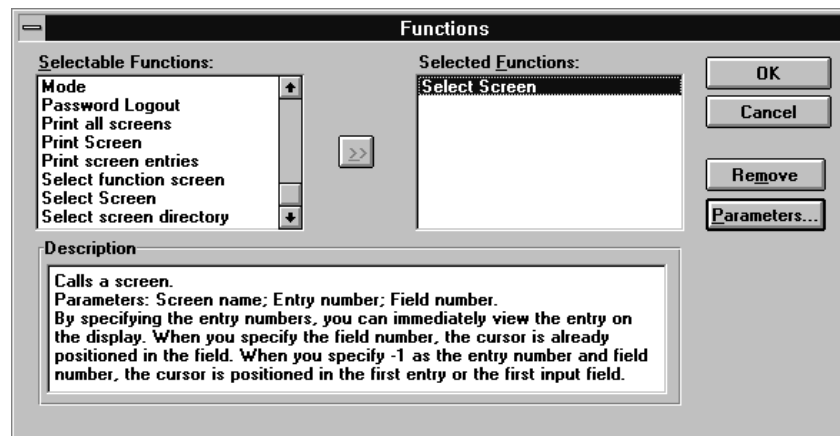 Functions
Selectable Functions:
Mode
Password Logout
Print all screens
Print Screen
Print screen entries
Select function screen
Select Screen
Select screen directory
>>
Selected Functions:
Select Screen
OK
Cancel
Remove
Parameters...
Description
Calls a screen.
Parameters: Screen name; Entry number; Field number.
By specifying the entry numbers, you can immediately view the entry on
the display. When you specify the field number, the cursor is already
positioned in the field. When you specify -1 as the entry number and field
number, the cursor is positioned in the first entry or the first input field.